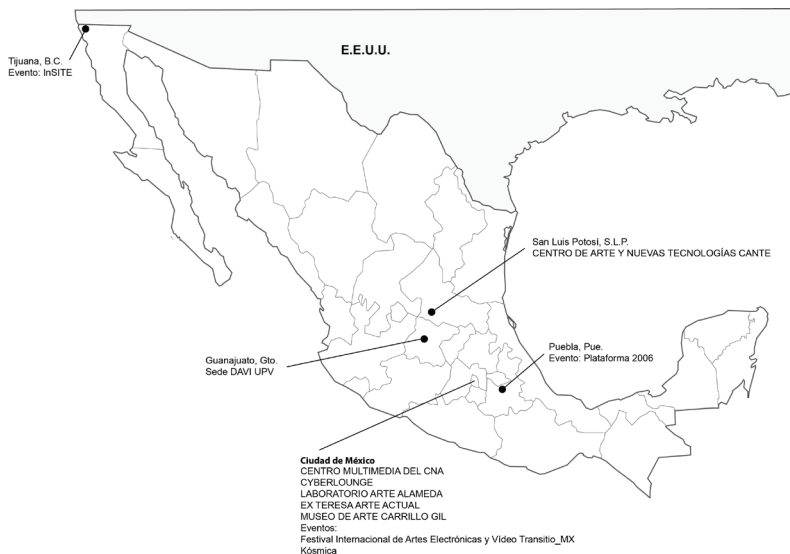 E.E.U.U.
Tijuana, B.C.
Evento: InSITE
San Luis Potosí, S.L.P.
CENTRO DE ARTE Y NUEVAS TECNOLOGÍAS CANTE
Guanajuato, Gto.
Sede DAVI UPV
Puebla, Pue.
Evento: Plataforma 2006
Ciudad de México
CENTRO MULTIMEDIA DEL CNA
CYBERLOUNGE
LABORATORIO ARTE ALAMEDA
EX TERESA ARTE ACTUAL
MUSEO DE ARTE CARRILLO GIL
Eventos:
Festival Internacional de Artes Electrónicas y Vídeo Transitio_MX
Kósmica